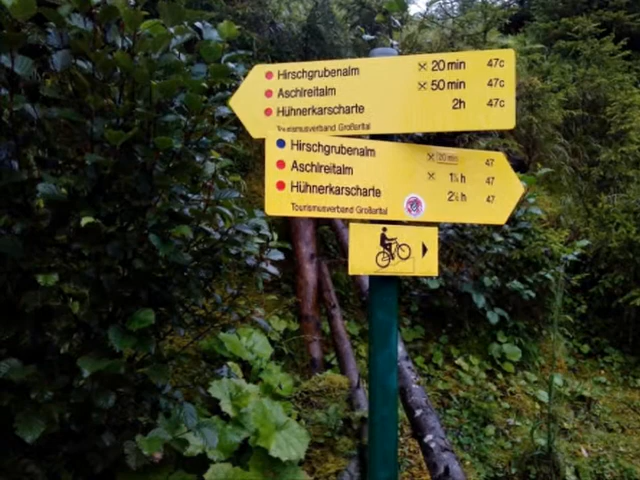 Hirschgrubenalm 20 min 47c
Aschlreitalm 50 min 47c
Hühnerkarscharte 2h 47c
Tourismusverband Großarltal
Hirschgrubenalm 20 min 47
Aschlreitalm 1¼ h 47
Hühnerkarscharte 2½ h 47
Tourismusverband Großarltal